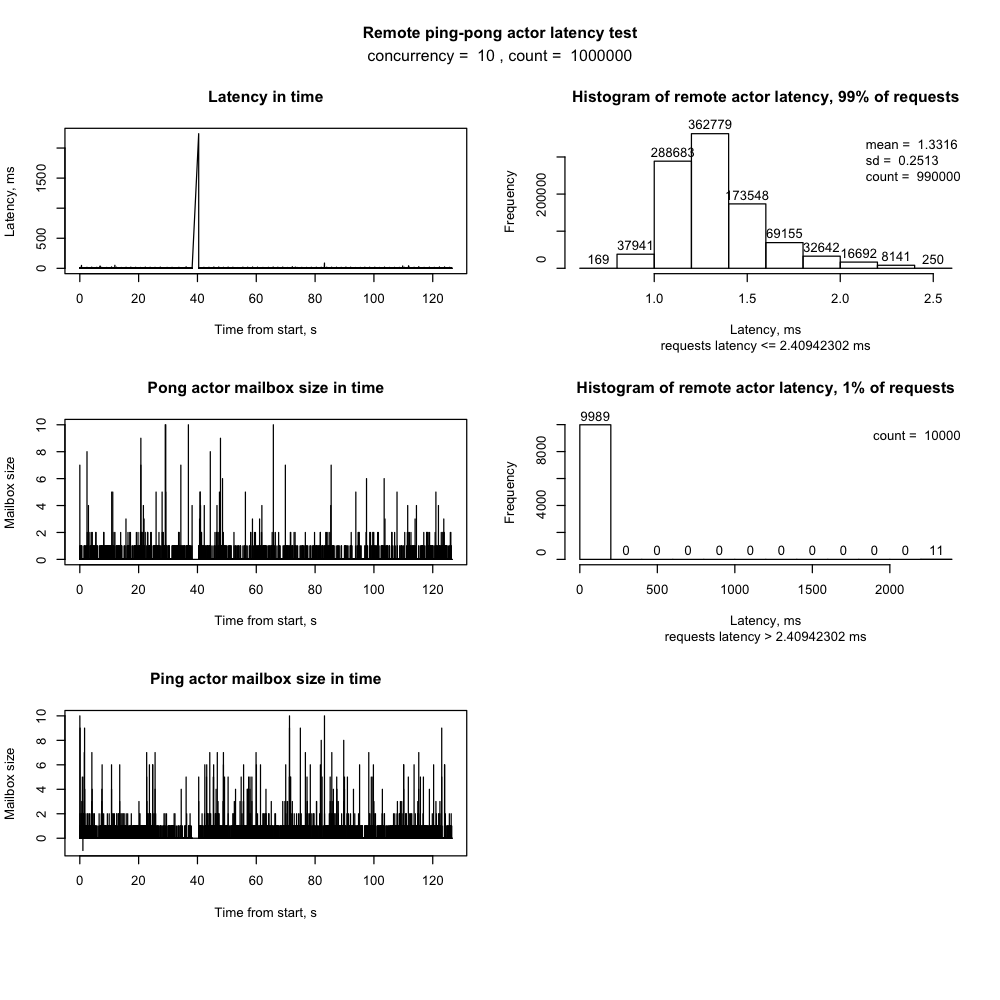 Remote ping-pong actor latency test
concurrency = 10 , count = 1000000
Latency in time
Latency, ms
0 500 1500
0 20 40 60 80 100 120
Time from start, s
Histogram of remote actor latency, 99% of requests
Frequency
0 200000
169 37941 288683 362779 173548 69155 32642 16692 8141 250
mean = 1.3316
sd = 0.2513
count = 990000
1.0 1.5 2.0 2.5
Latency, ms
requests latency <= 2.40942302 ms
Pong actor mailbox size in time
Mailbox size
0 2 4 6 8 10
0 20 40 60 80 100 120
Time from start, s
Histogram of remote actor latency, 1% of requests
Frequency
0 4000 8000
9989 0 0 0 0 0 0 0 0 0 0 11
count = 10000
0 500 1000 1500 2000
Latency, ms
requests latency > 2.40942302 ms
Ping actor mailbox size in time
Mailbox size
0 2 4 6 8 10
0 20 40 60 80 100 120
Time from start, s